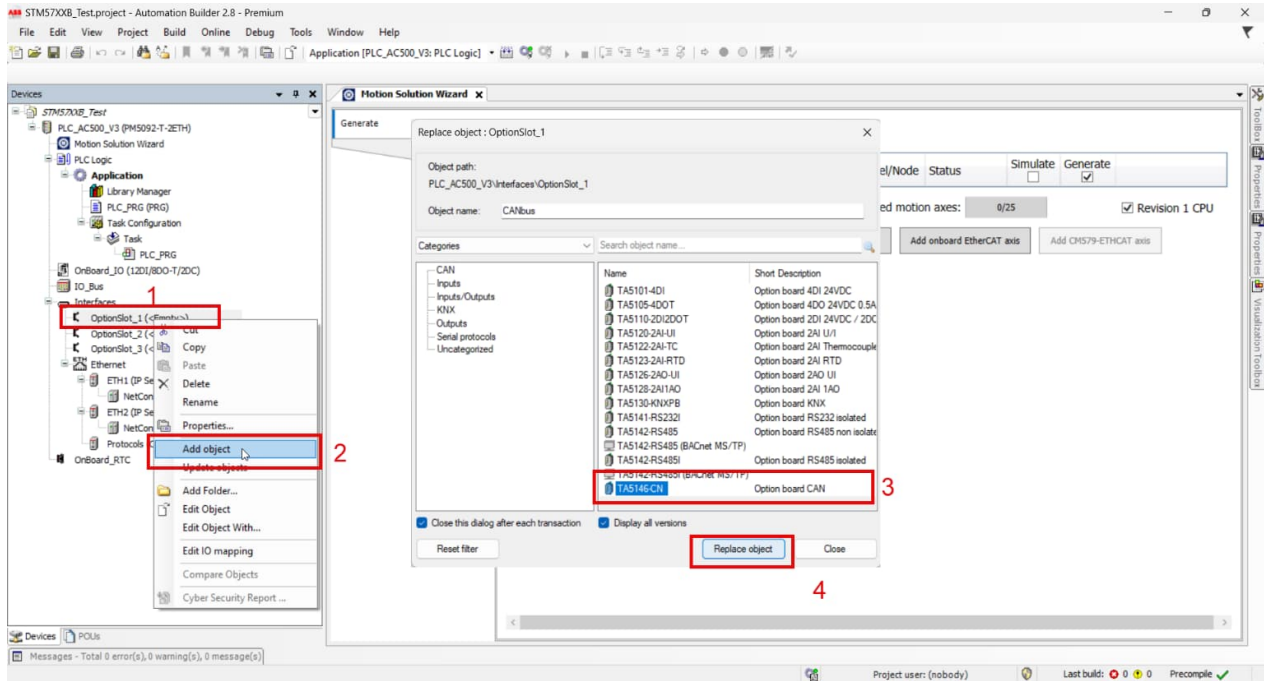 ABB STM57XXB_Test.project - Automation Builder 2.8 - Premium
File Edit View Project Build Online Debug Tools Window Help
Application [PLC_AC500_V3: PLC Logic]
Devices
STM57XXB_Test
PLC_AC500_V3 (PM5092-T-2ETH)
Motion Solution Wizard
PLC Logic
Application
Library Manager
PLC_PRG (PRG)
Task Configuration
Task
PLC_PRG
OnBoard_IO (12DI/8DO-T/2DC)
IO_Bus
Interfaces
1
OptionSlot_1 (<Empty>)
OptionSlot_2 (<
OptionSlot_3 (<
Ethernet
ETH1 (IP Se
NetCon
ETH2 (IP Se
NetCon
Protocols
OnBoard_RTC
Cut
Copy
Paste
Delete
Rename
Properties...
Add object
2
Update objects
Add Folder...
Edit Object
Edit Object With...
Edit IO mapping
Compare Objects
Cyber Security Report ...
Devices POUs
Motion Solution Wizard
Generate
el/Node Status Simulate Generate
ed motion axes: 0/25 Revision 1 CPU
Add onboard EtherCAT axis Add CM579-ETHCAT axis
Replace object : OptionSlot_1
Object path:
PLC_AC500_V3\Interfaces\OptionSlot_1
Object name: CANbus
Categories Search object name...
CAN
Inputs
Inputs/Outputs
KNX
Outputs
Serial protocols
Uncategorized
Name Short Description
TA5101-4DI Option board 4DI 24VDC
TA5105-4DOT Option board 4DO 24VDC 0.5A
TA5110-2DI2DOT Option board 2DI 24VDC / 2DC
TA5120-2AI-UI Option board 2AI U/I
TA5122-2AI-TC Option board 2AI Thermocouple
TA5123-2AI-RTD Option board 2AI RTD
TA5126-2AO-UI Option board 2AO UI
TA5128-2AI1AO Option board 2AI 1AO
TA5130-KNXPB Option board KNX
TA5141-RS232I Option board RS232 isolated
TA5142-RS485 Option board RS485 non isolate
TA5142-RS485 (BACnet MS/TP)
TA5142-RS485I Option board RS485 isolated
TA5142-RS485I (BACnet MS/TP)
TA5146-CN Option board CAN
3
Close this dialog after each transaction Display all versions
Reset filter Replace object Close
4
ToolBox
Properties
Properties
Visualization Toolbox
Messages - Total 0 error(s), 0 warning(s), 0 message(s)
Project user: (nobody) Last build: 0 0 Precompile